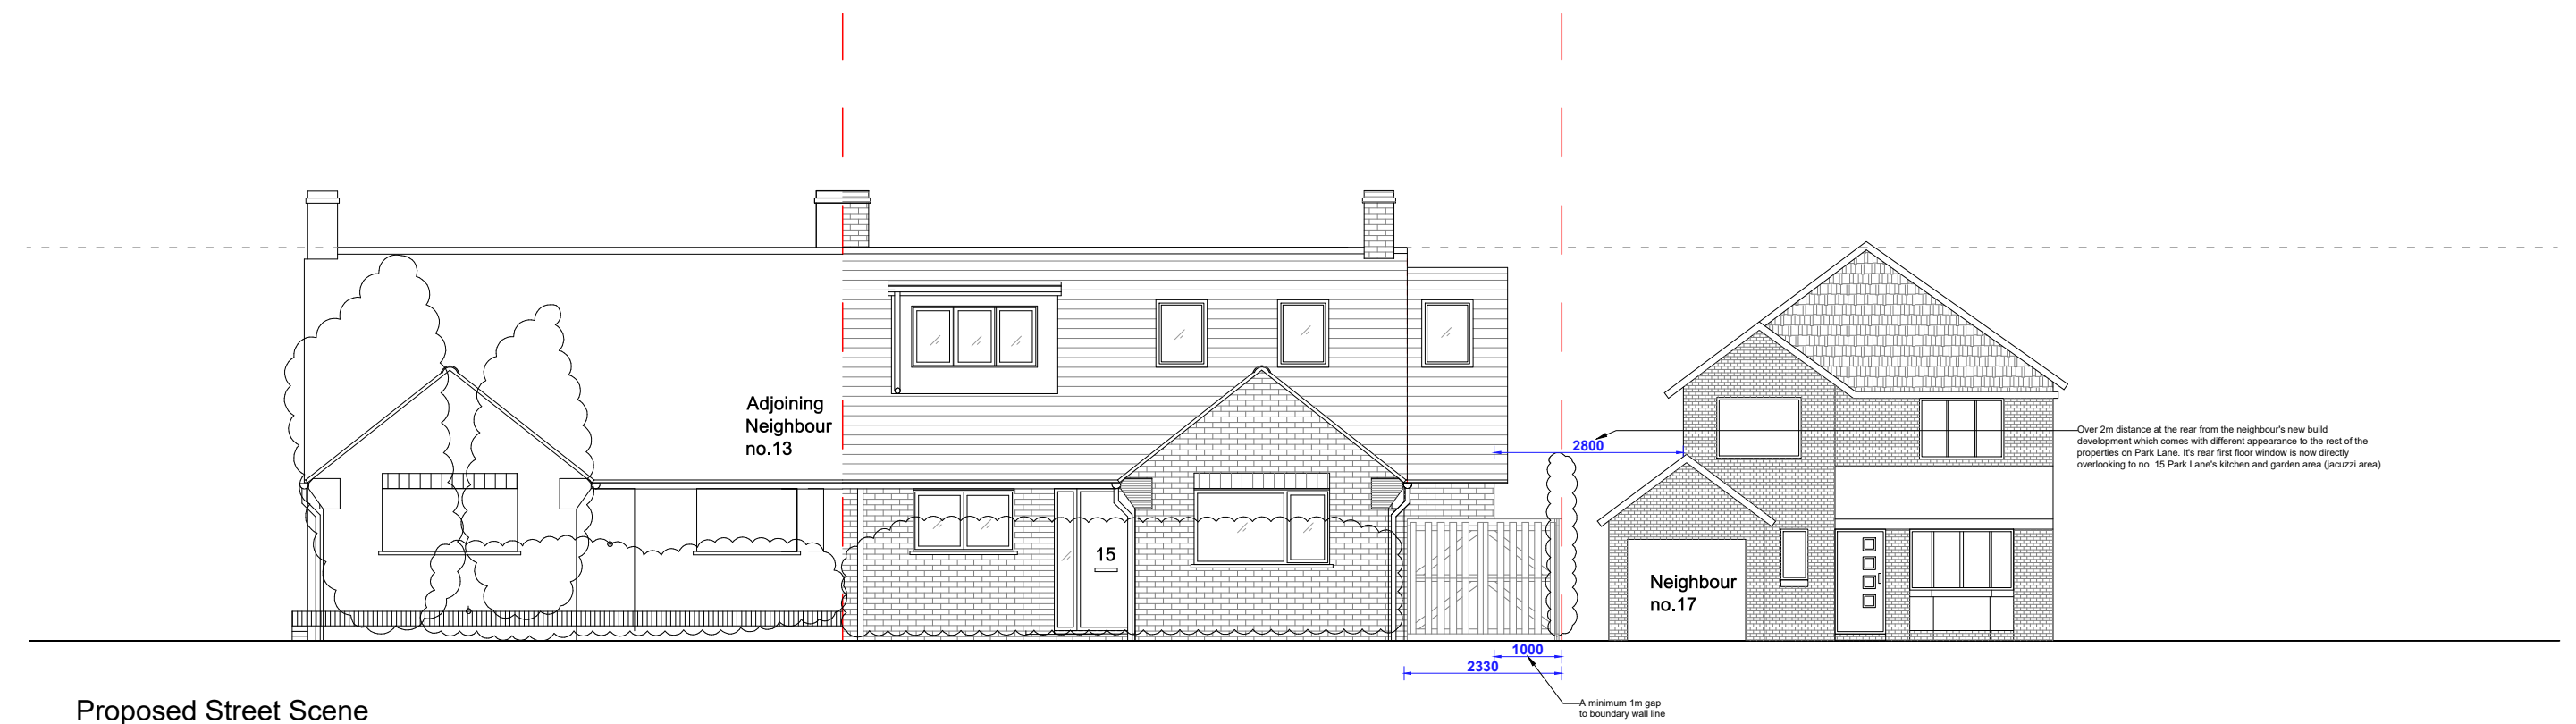 Adjoining
Neighbour
no.13
2800
Over 2m distance at the rear from the neighbour's new build
development which comes with different appearance to the rest of the
properties on Park Lane. It's rear first floor window is now directly
overlooking to no. 15 Park Lane's kitchen and garden area (jacuzzi area).
15
Neighbour
no.17
1000
2330
A minimum 1m gap
to boundary wall line
Proposed Street Scene